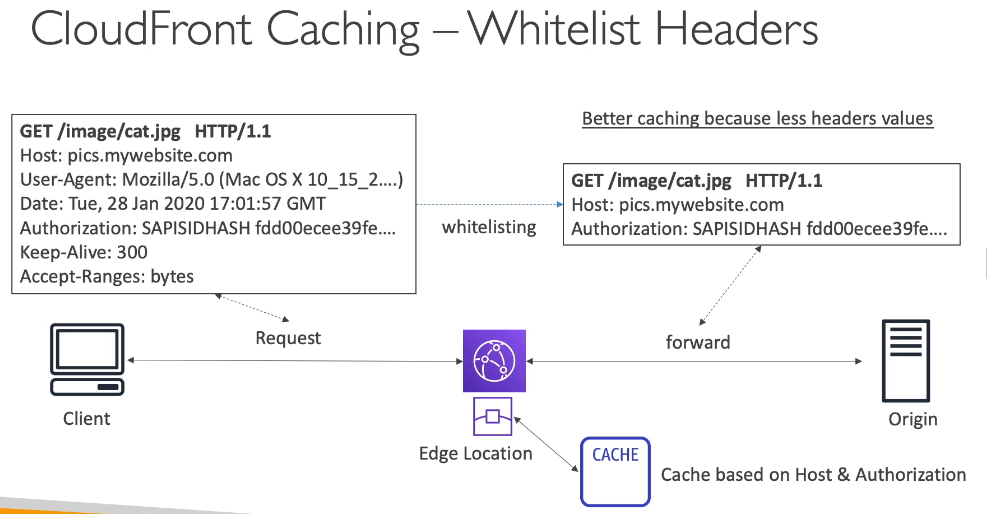 CloudFront Caching – Whitelist Headers
GET /image/cat.jpg   HTTP/1.1
Host: pics.mywebsite.com
User-Agent: Mozilla/5.0 (Mac OS X 10_15_2....)
Date: Tue, 28 Jan 2020 17:01:57 GMT
Authorization: SAPISIDHASH fdd00ecee39fe....
Keep-Alive: 300
Accept-Ranges: bytes
whitelisting
Better caching because less headers values
GET /image/cat.jpg   HTTP/1.1
Host: pics.mywebsite.com
Authorization: SAPISIDHASH fdd00ecee39fe....
Request
forward
Client
Edge Location
Origin
CACHE
Cache based on Host & Authorization